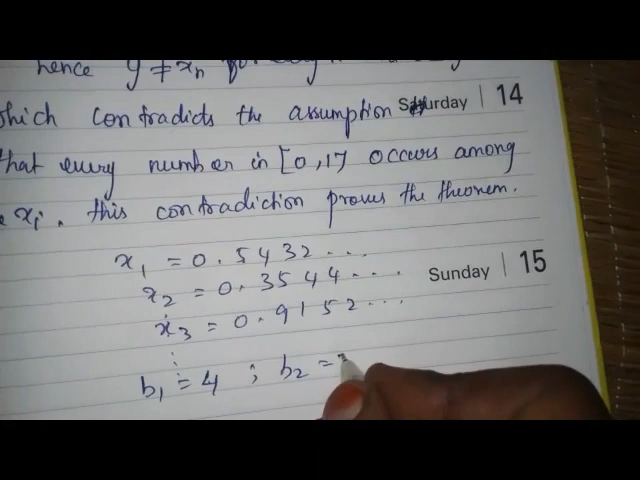 hence y ≠ xₙ for
which contradicts the assumption Saturday | 14
that every number in [0,1] occurs among
xᵢ. this contradiction proves the theorem.
x₁ = 0.5432...
x₂ = 0.3544... Sunday | 15
x₃ = 0.9152...
⋮
b₁ = 4 ; b₂ =